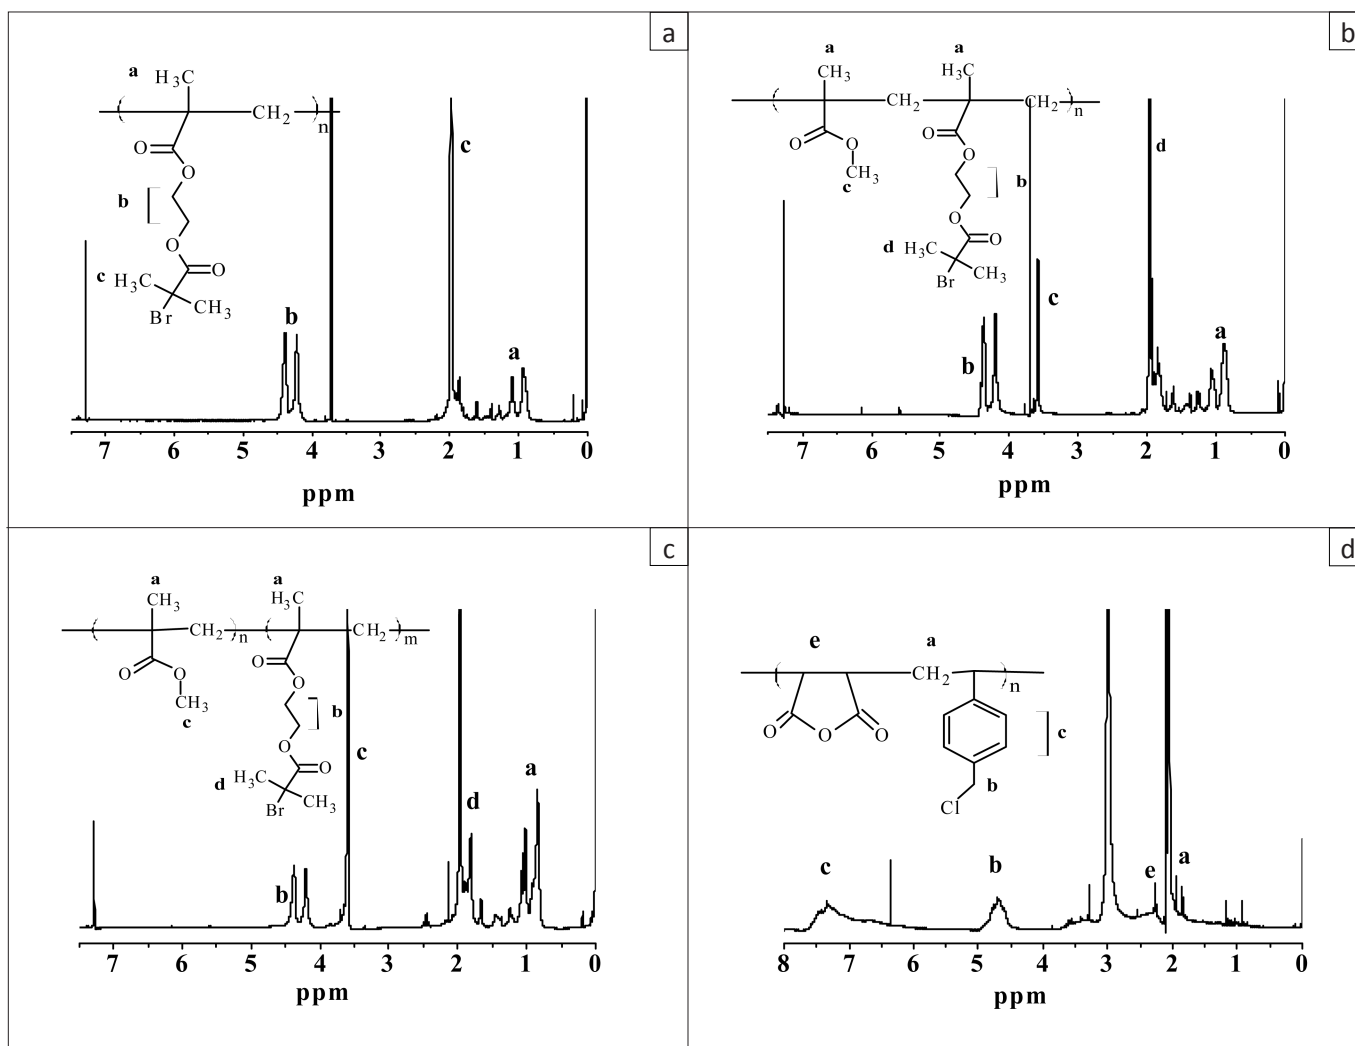 a
a H3C
CH2 n
O O
b
O
c H3C O
Br CH3
c
b
a
7 6 5 4 3 2 1 0
ppm
b
a a
CH3 H3C
CH2 CH2 n
O O O O
CH3
c
b
O
d H3C O
Br CH3
d
c
b
a
7 6 5 4 3 2 1 0
ppm
c
a a
CH3 H3C
CH2 n CH2 m
O O O O
CH3
c
b
O
d H3C O
Br CH3
c
d
a
b
7 6 5 4 3 2 1 0
ppm
d
e a
CH2 n
O O O
c
b
Cl
c
b
e
a
8 7 6 5 4 3 2 1 0
ppm